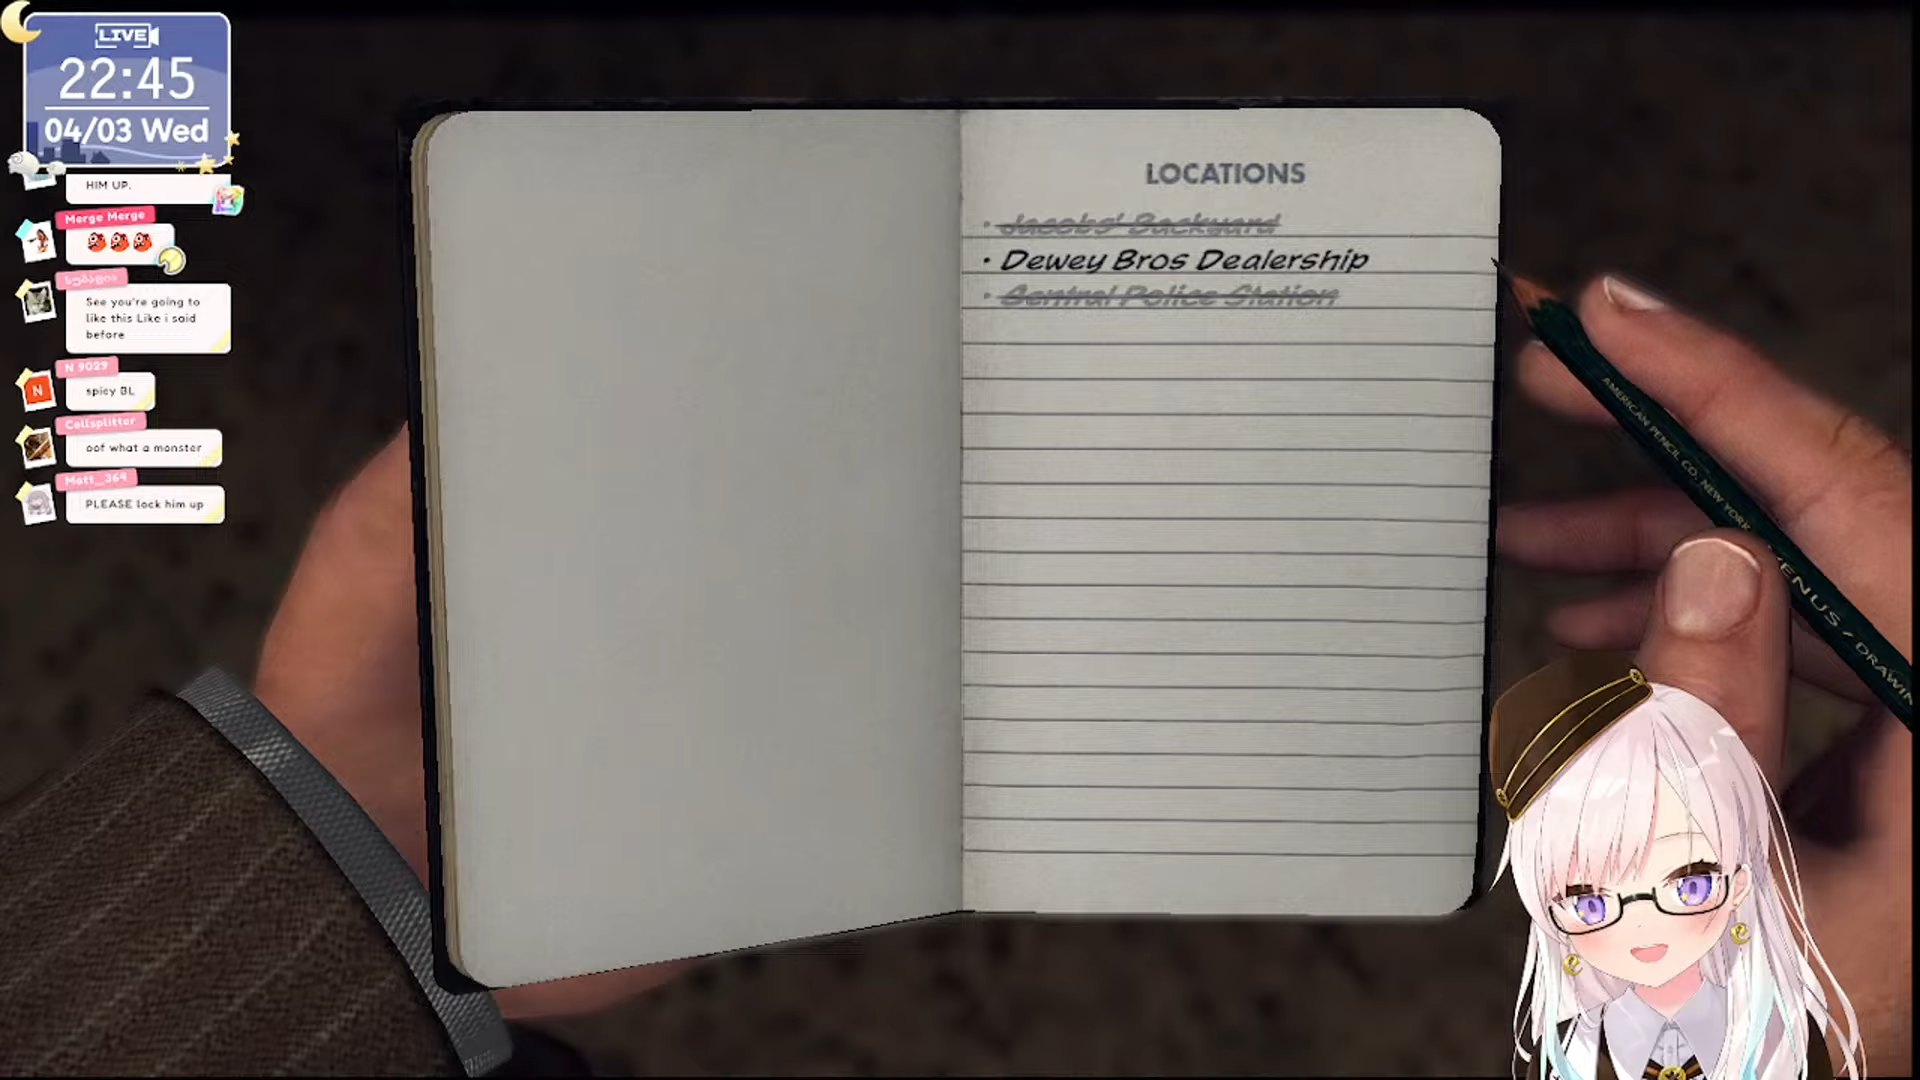 LIVE
22:45
04/03 Wed
HIM UP.
Merge Merge
See you're going to
like this Like i said
before
N 9029
N
spicy BL
Cellsplitter
oof what a monster
Matt_364
PLEASE lock him up
LOCATIONS
· Jacobs' Backyard
· Dewey Bros Dealership
· Central Police Station
AMERICAN PENCIL CO. NEW YORK
VENUS / DRAWIN